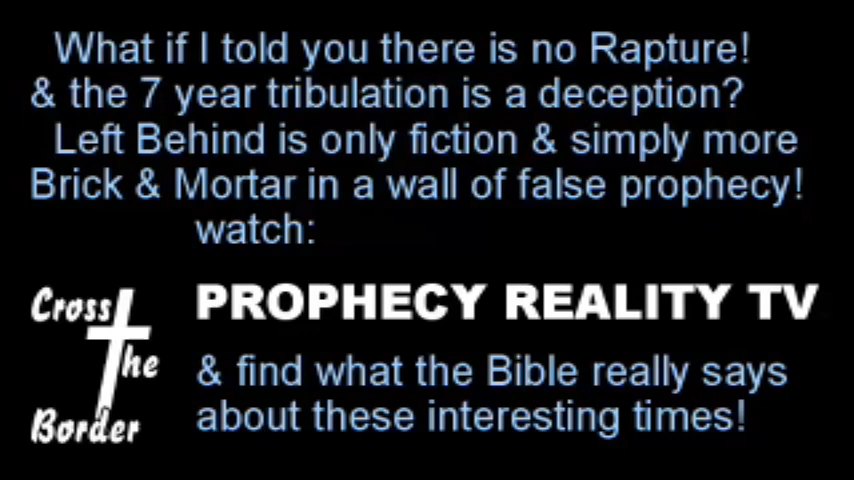 What if I told you there is no Rapture!
& the 7 year tribulation is a deception?
Left Behind is only fiction & simply more
Brick & Mortar in a wall of false prophecy!
watch:
Cross
the
Border
PROPHECY REALITY TV
& find what the Bible really says
about these interesting times!